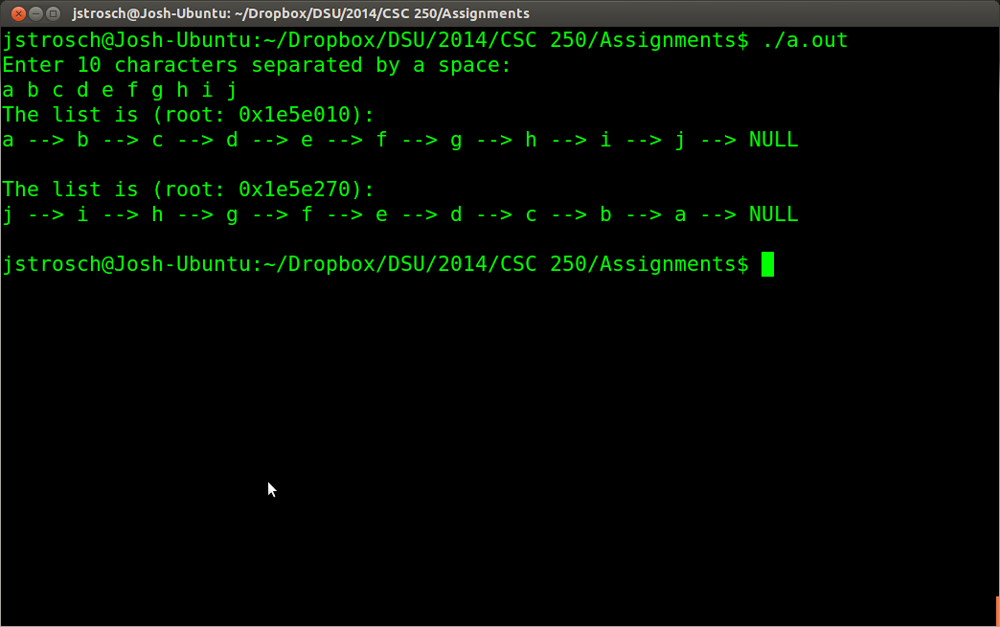 jstrosch@Josh-Ubuntu: ~/Dropbox/DSU/2014/CSC 250/Assignments
jstrosch@Josh-Ubuntu:~/Dropbox/DSU/2014/CSC 250/Assignments$ ./a.out
Enter 10 characters separated by a space:
a b c d e f g h i j
The list is (root: 0x1e5e010):
a --> b --> c --> d --> e --> f --> g --> h --> i --> j --> NULL
The list is (root: 0x1e5e270):
j --> i --> h --> g --> f --> e --> d --> c --> b --> a --> NULL
jstrosch@Josh-Ubuntu:~/Dropbox/DSU/2014/CSC 250/Assignments$